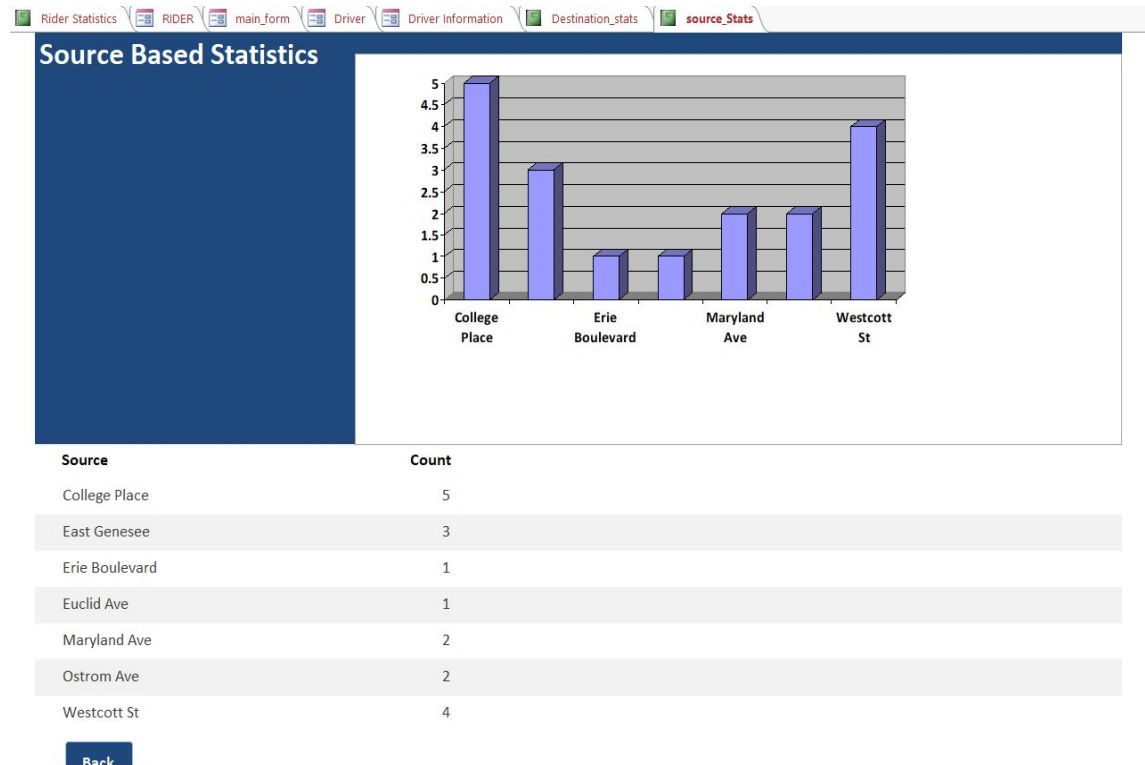 Rider Statistics RIDER main_form Driver Driver Information Destination_stats source_Stats
Source Based Statistics
5
4.5
4
3.5
3
2.5
2
1.5
1
0.5
0
College Erie Maryland Westcott
Place Boulevard Ave St
Source Count
College Place 5
East Genesee 3
Erie Boulevard 1
Euclid Ave 1
Maryland Ave 2
Ostrom Ave 2
Westcott St 4
Back